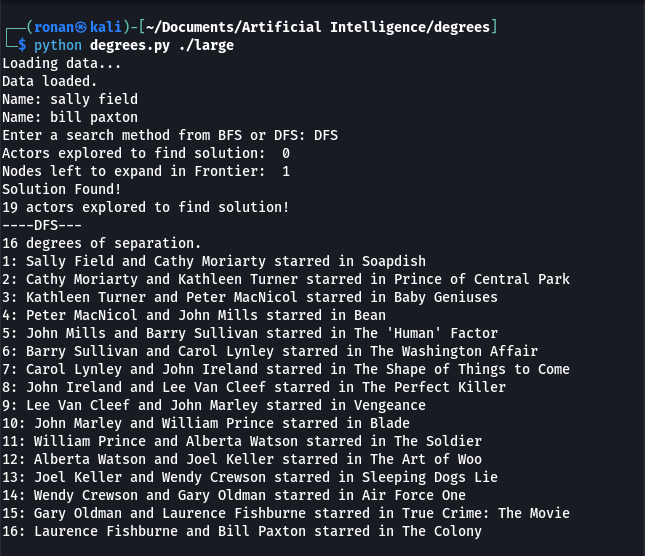 (ronan㉿kali)-[~/Documents/Artificial Intelligence/degrees]
$ python degrees.py ./large
Loading data...
Data loaded.
Name: sally field
Name: bill paxton
Enter a search method from BFS or DFS: DFS
Actors explored to find solution:  0
Nodes left to expand in Frontier:  1
Solution Found!
19 actors explored to find solution!
----DFS---
16 degrees of separation.
1: Sally Field and Cathy Moriarty starred in Soapdish
2: Cathy Moriarty and Kathleen Turner starred in Prince of Central Park
3: Kathleen Turner and Peter MacNicol starred in Baby Geniuses
4: Peter MacNicol and John Mills starred in Bean
5: John Mills and Barry Sullivan starred in The 'Human' Factor
6: Barry Sullivan and Carol Lynley starred in The Washington Affair
7: Carol Lynley and John Ireland starred in The Shape of Things to Come
8: John Ireland and Lee Van Cleef starred in The Perfect Killer
9: Lee Van Cleef and John Marley starred in Vengeance
10: John Marley and William Prince starred in Blade
11: William Prince and Alberta Watson starred in The Soldier
12: Alberta Watson and Joel Keller starred in The Art of Woo
13: Joel Keller and Wendy Crewson starred in Sleeping Dogs Lie
14: Wendy Crewson and Gary Oldman starred in Air Force One
15: Gary Oldman and Laurence Fishburne starred in True Crime: The Movie
16: Laurence Fishburne and Bill Paxton starred in The Colony